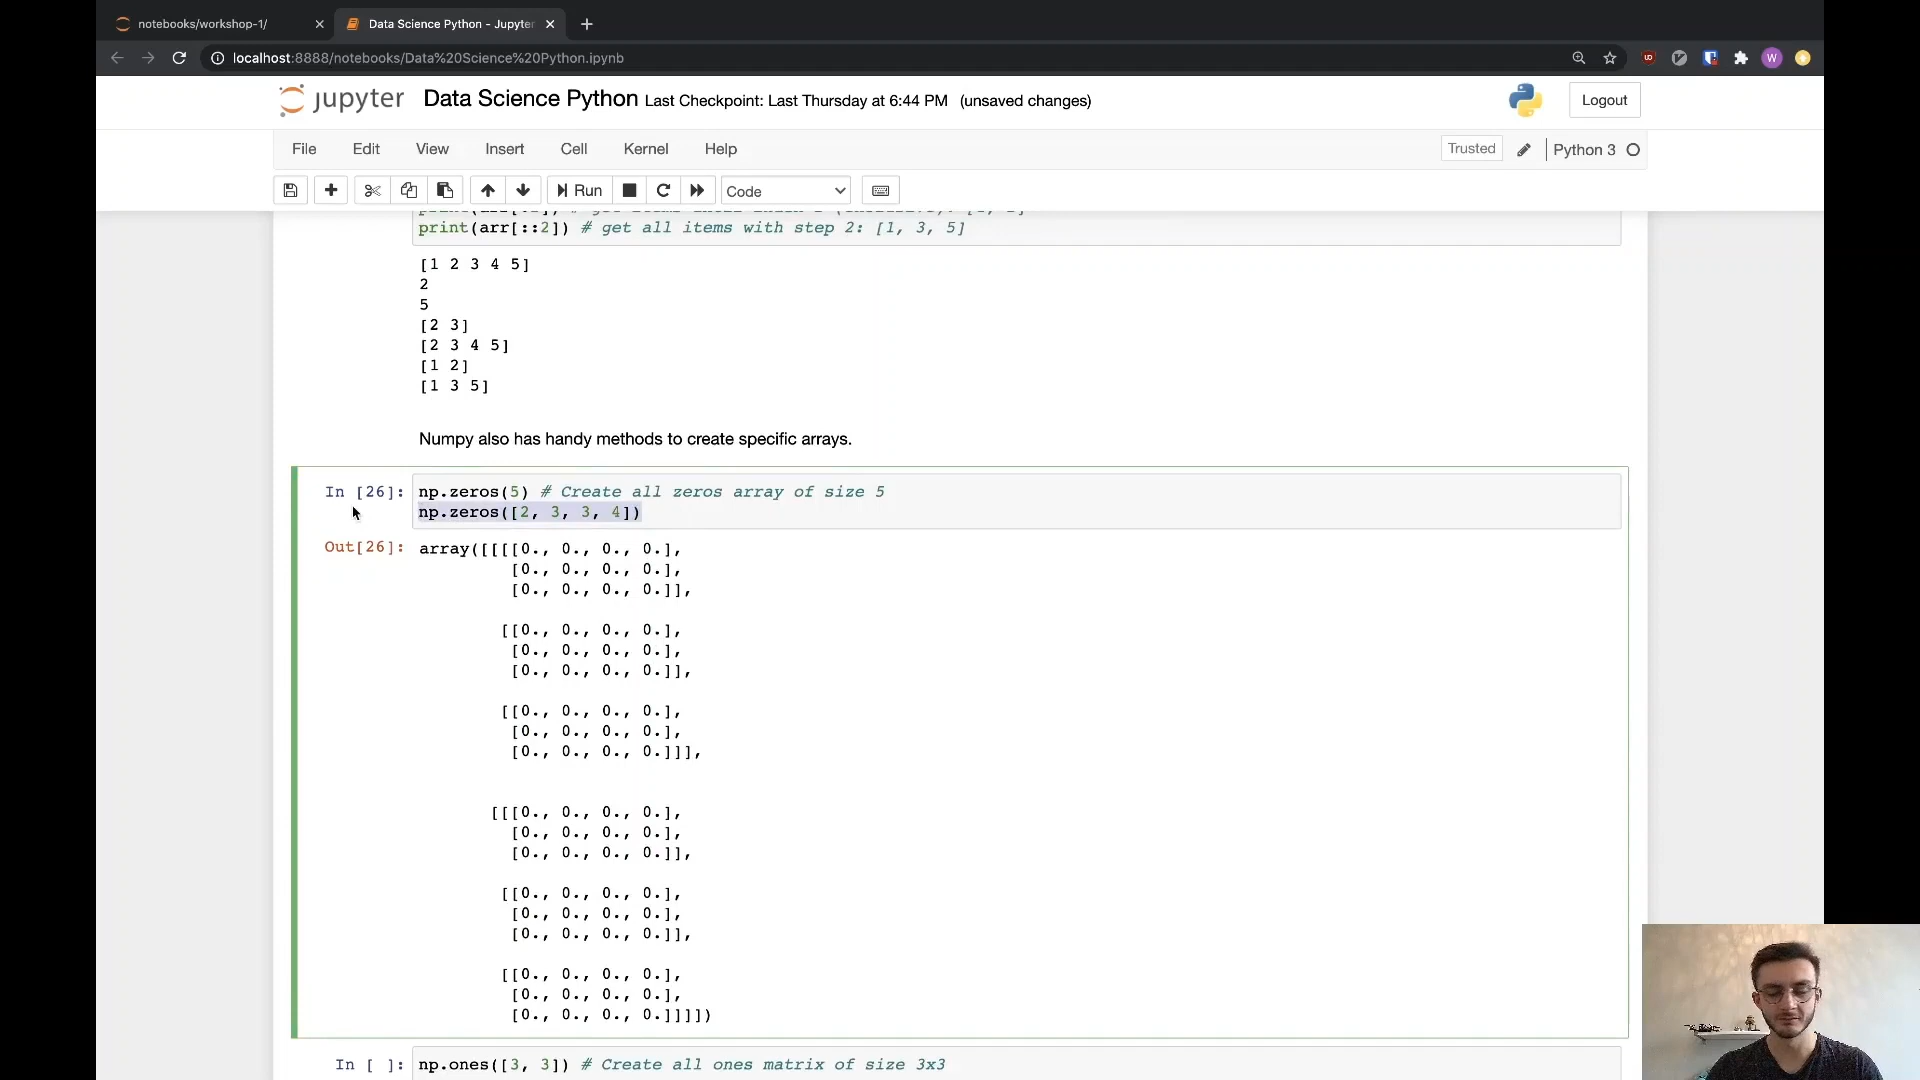 notebooks/workshop-1/
Data Science Python - Jupyter
localhost:8888/notebooks/Data%20Science%20Python.ipynb
W
jupyter Data Science Python Last Checkpoint: Last Thursday at 6:44 PM (unsaved changes)
Logout
File Edit View Insert Cell Kernel Help
Trusted
Python 3
Run
Code
print(arr[::2]) # get all items with step 2: [1, 3, 5]
[1 2 3 4 5]
2
5
[2 3]
[2 3 4 5]
[1 2]
[1 3 5]
Numpy also has handy methods to create specific arrays.
In [26]: np.zeros(5) # Create all zeros array of size 5
np.zeros([2, 3, 3, 4])
Out[26]: array([[[[0., 0., 0., 0.],
[0., 0., 0., 0.],
[0., 0., 0., 0.]],
[[0., 0., 0., 0.],
[0., 0., 0., 0.],
[0., 0., 0., 0.]],
[[0., 0., 0., 0.],
[0., 0., 0., 0.],
[0., 0., 0., 0.]]],
[[[0., 0., 0., 0.],
[0., 0., 0., 0.],
[0., 0., 0., 0.]],
[[0., 0., 0., 0.],
[0., 0., 0., 0.],
[0., 0., 0., 0.]],
[[0., 0., 0., 0.],
[0., 0., 0., 0.],
[0., 0., 0., 0.]]]])
In [ ]: np.ones([3, 3]) # Create all ones matrix of size 3x3